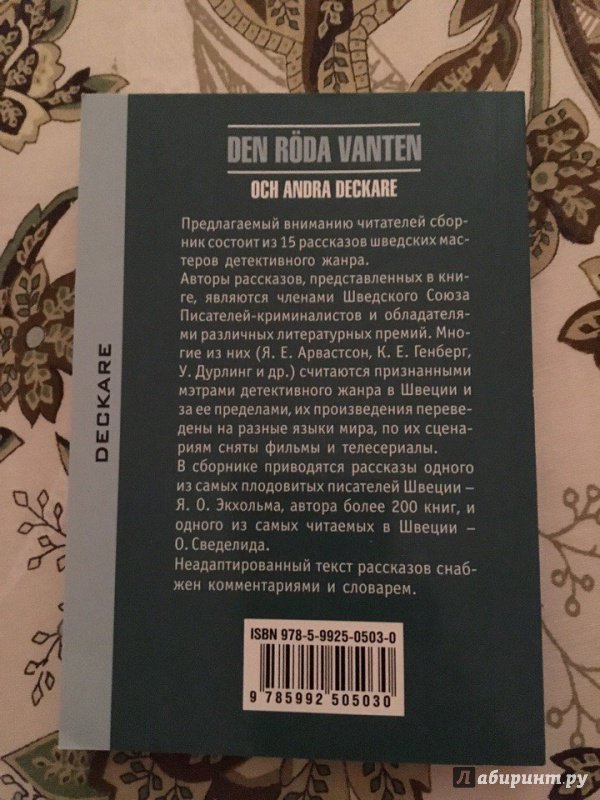 DECKARE
DEN RÖDA VANTEN
OCH ANDRA DECKARE
Предлагаемый вниманию читателей сбор-
ник состоит из 15 рассказов шведских мас-
теров детективного жанра.
Авторы рассказов, представленных в кни-
ге, являются членами Шведского Союза
Писателей-криминалистов и обладателя-
ми различных литературных премий. Мно-
гие из них (Я. Е. Арвастсон, К. Е. Генберг,
У. Дурлинг и др.) считаются признанными
мэтрами детективного жанра в Швеции и
за ее пределами, их произведения переве-
дены на разные языки мира, по их сцена-
риям сняты фильмы и телесериалы.
В сборнике приводятся рассказы одного
из самых плодовитых писателей Швеции –
Я. О. Экхольма, автора более 200 книг, и
одного из самых читаемых в Швеции –
О. Сведелида.
Неадаптированный текст рассказов снаб-
жен комментариями и словарем.
ISBN 978-5-9925-0503-0
9 785992 505030
Лабиринт.ру